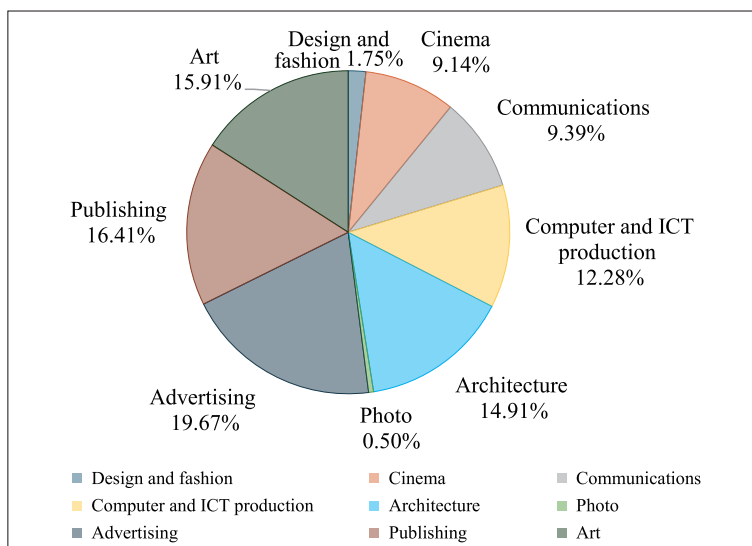 Design and
fashion 1.75%
Cinema
9.14%
Art
15.91%
Communications
9.39%
Publishing
16.41%
Computer and ICT
production
12.28%
Advertising
19.67%
Architecture
14.91%
Photo
0.50%
Design and fashion
Cinema
Communications
Computer and ICT production
Architecture
Photo
Advertising
Publishing
Art